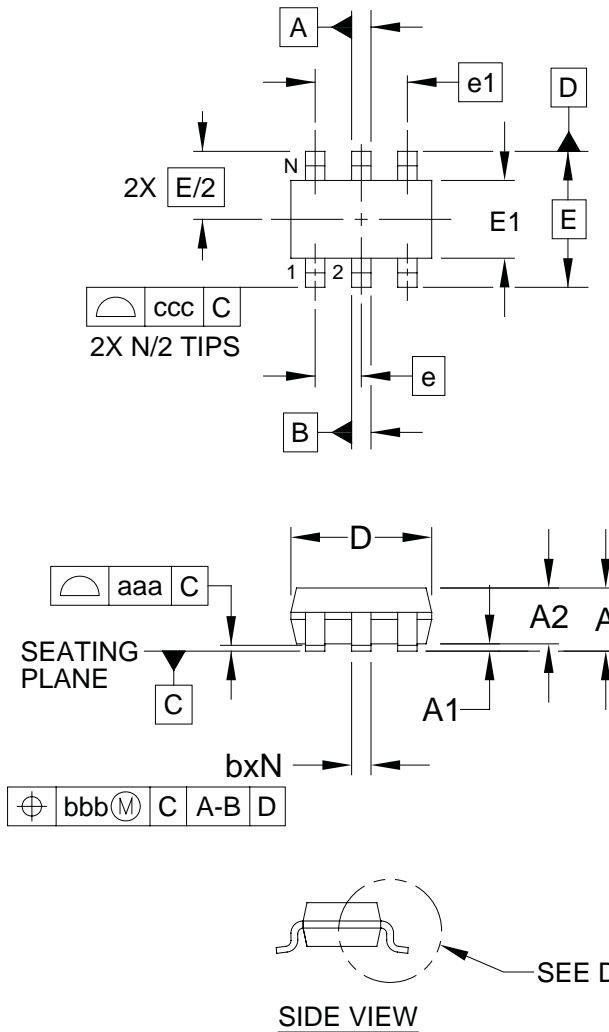 A
e1
D
N
2X E/2
E1
E
1 2
ccc C
2X N/2 TIPS
e
B
D
aaa C
A2 A
SEATING
PLANE
C
A1
bxN
bbb Ⓜ C A-B D
SEE D
SIDE VIEW